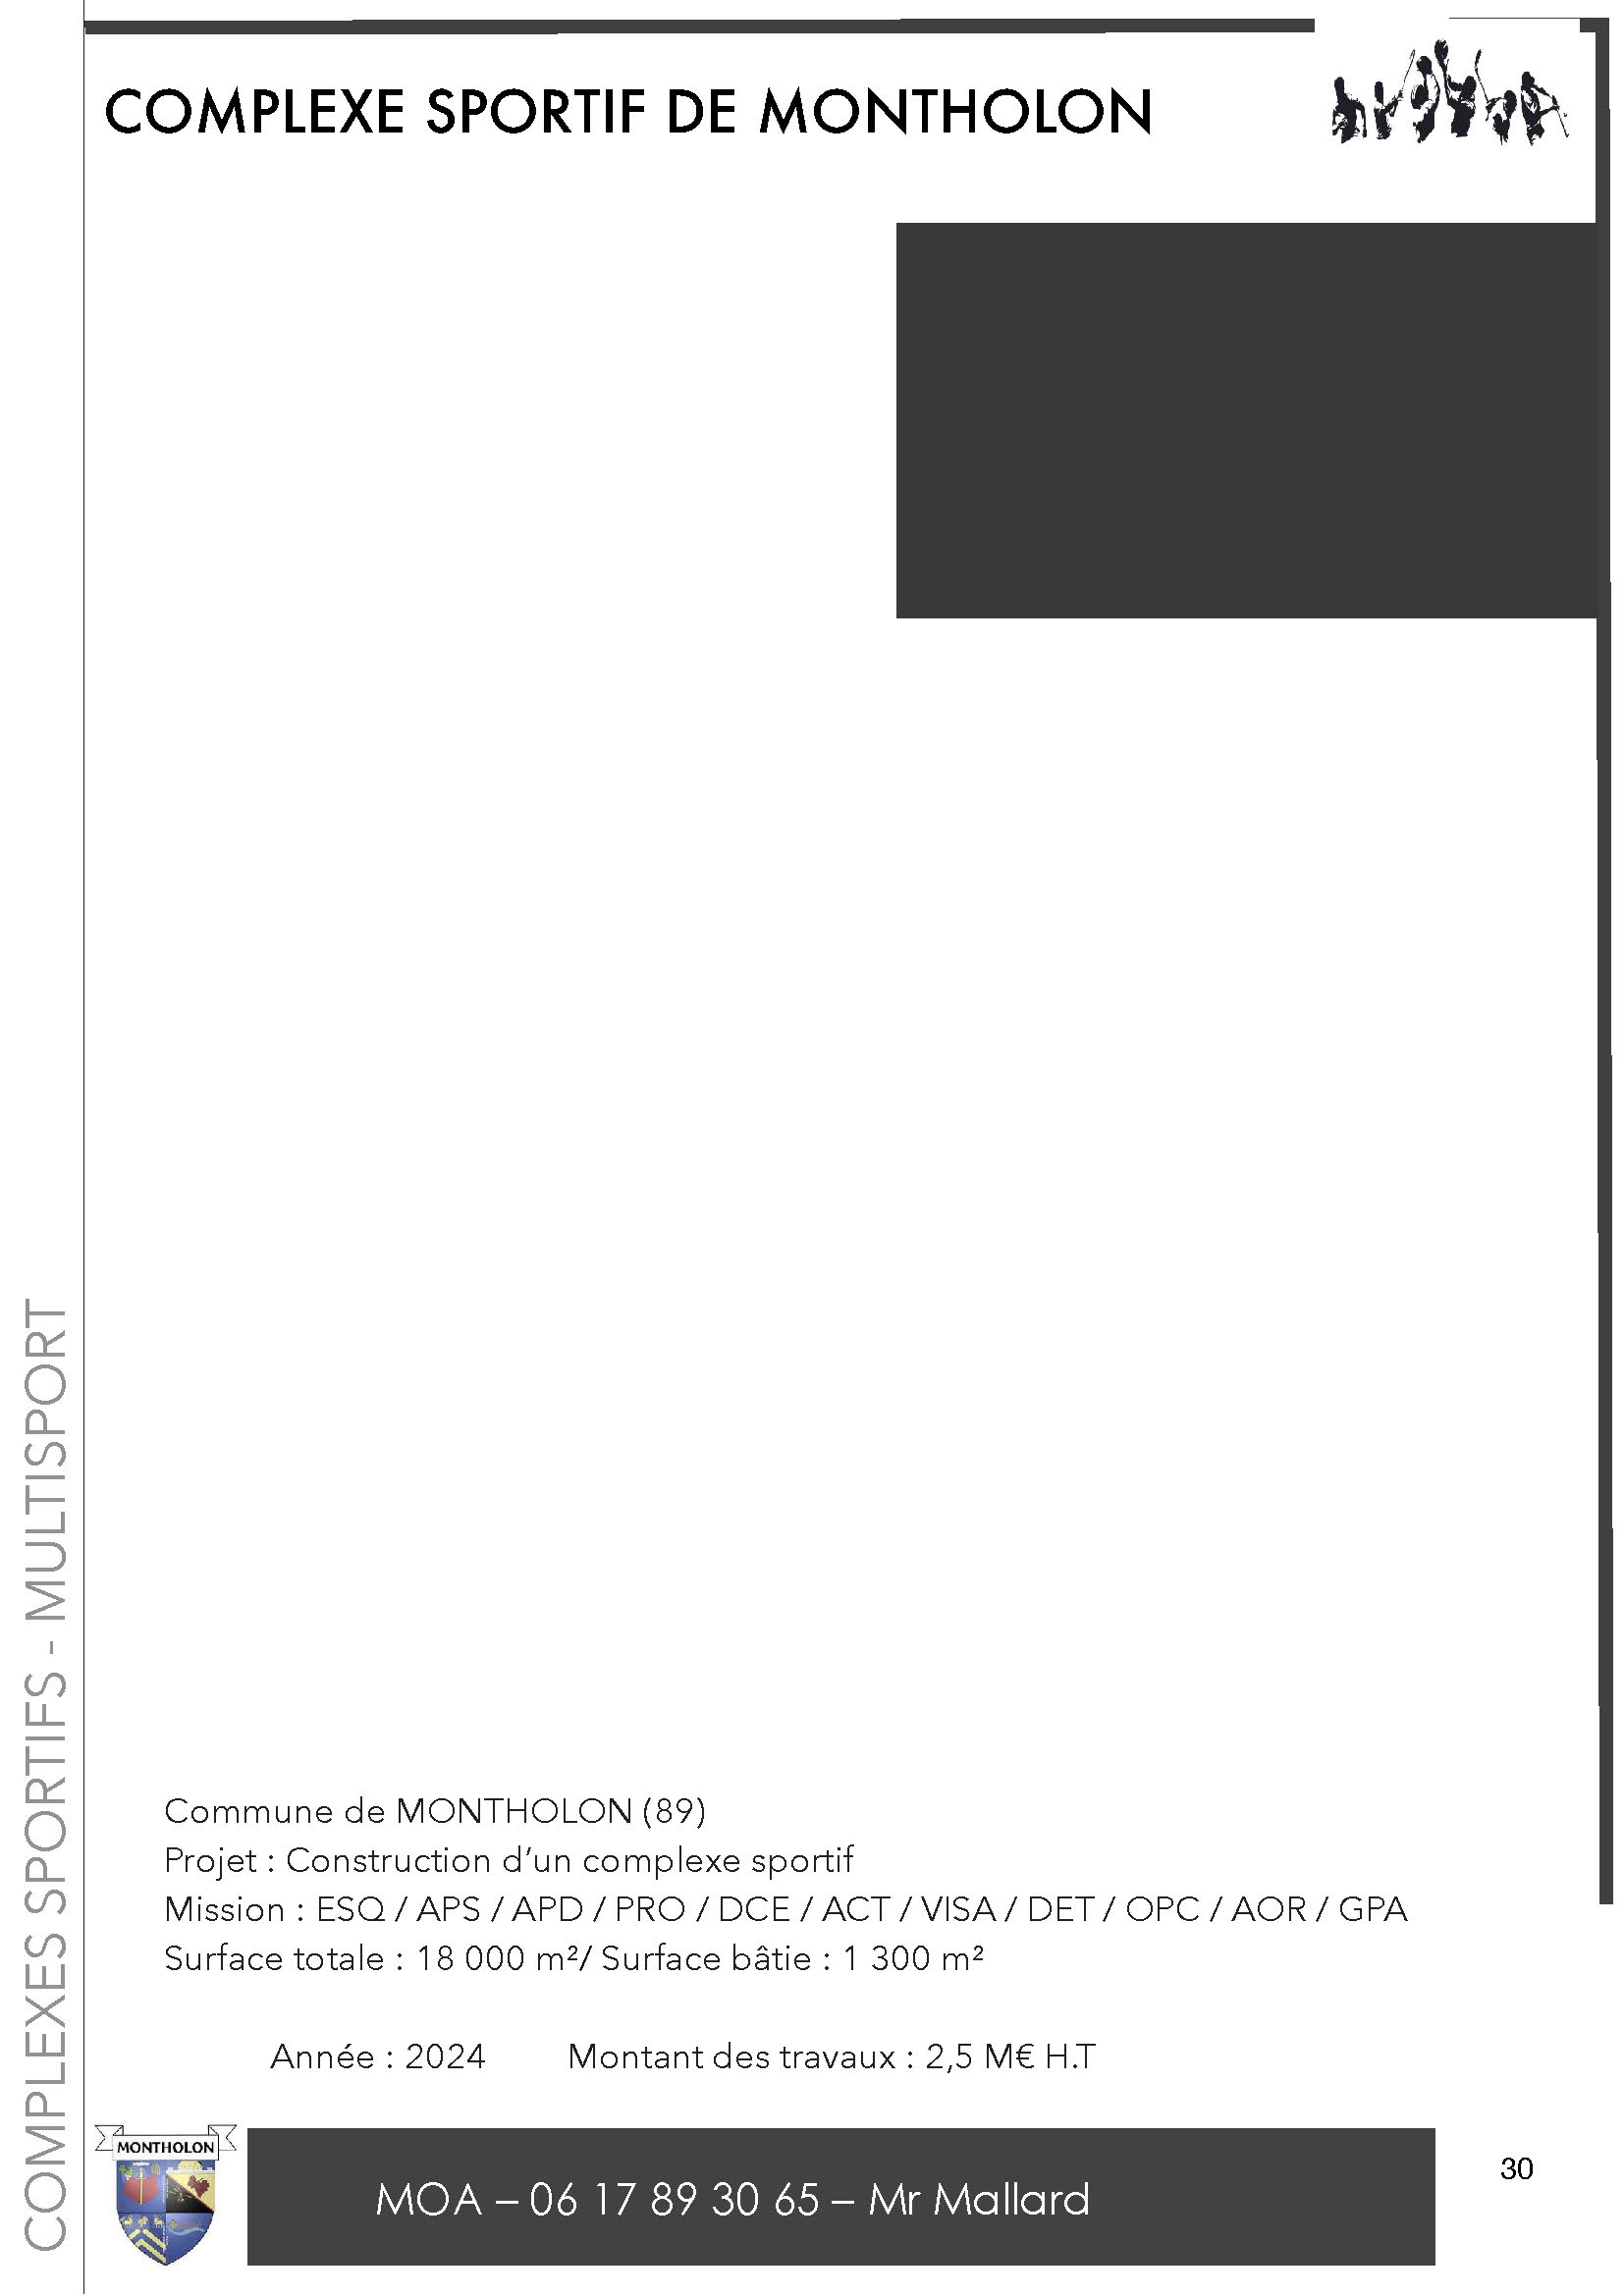 COMPLEXE SPORTIF DE MONTHOLON
COMPLEXES SPORTIFS - MULTISPORT
Commune de MONTHOLON (89)
Projet : Construction d’un complexe sportif
Mission : ESQ / APS / APD / PRO / DCE / ACT / VISA / DET / OPC / AOR / GPA
Surface totale : 18 000 m²/ Surface bâtie : 1 300 m²
Année : 2024 Montant des travaux : 2,5 M€ H.T
MONTHOLON
MOA – 06 17 89 30 65 – Mr Mallard
30